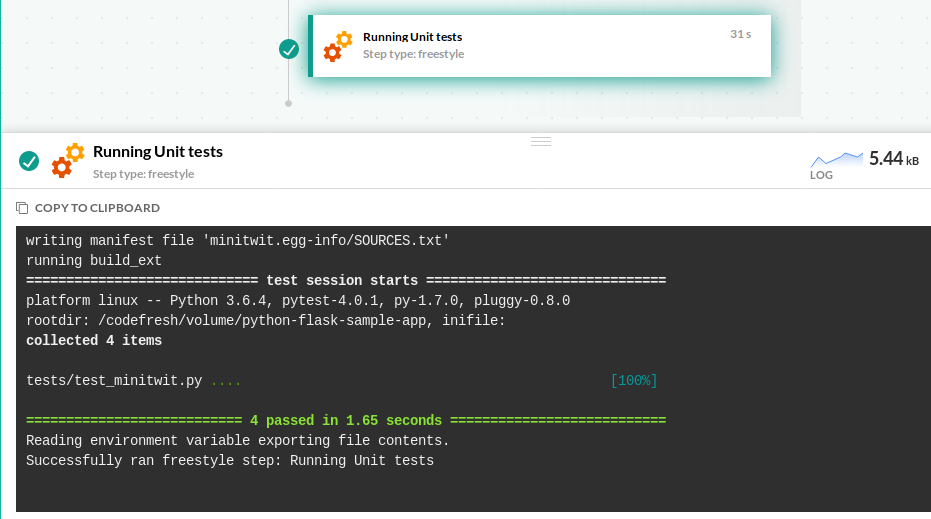 Running Unit tests
31 s
Step type: freestyle
Running Unit tests
Step type: freestyle
5.44 kB
LOG
COPY TO CLIPBOARD
writing manifest file 'minitwit.egg-info/SOURCES.txt'
running build_ext
============================= test session starts ==============================
platform linux -- Python 3.6.4, pytest-4.0.1, py-1.7.0, pluggy-0.8.0
rootdir: /codefresh/volume/python-flask-sample-app, inifile:
collected 4 items
tests/test_minitwit.py .... [100%]
=========================== 4 passed in 1.65 seconds ===========================
Reading environment variable exporting file contents.
Successfully ran freestyle step: Running Unit tests